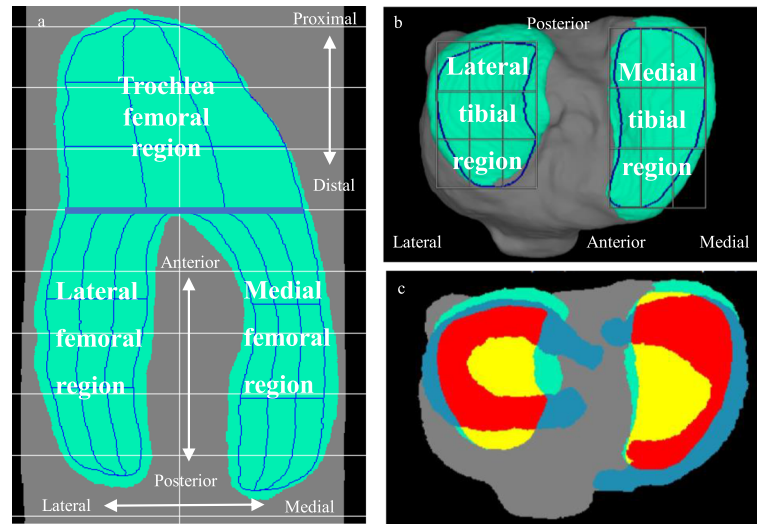 a
Proximal
Trochlea
femoral
region
Distal
Anterior
Lateral
femoral
region
Medial
femoral
region
Posterior
Lateral
Medial
b
Posterior
Lateral
tibial
region
Medial
tibial
region
Lateral
Anterior
Medial
c